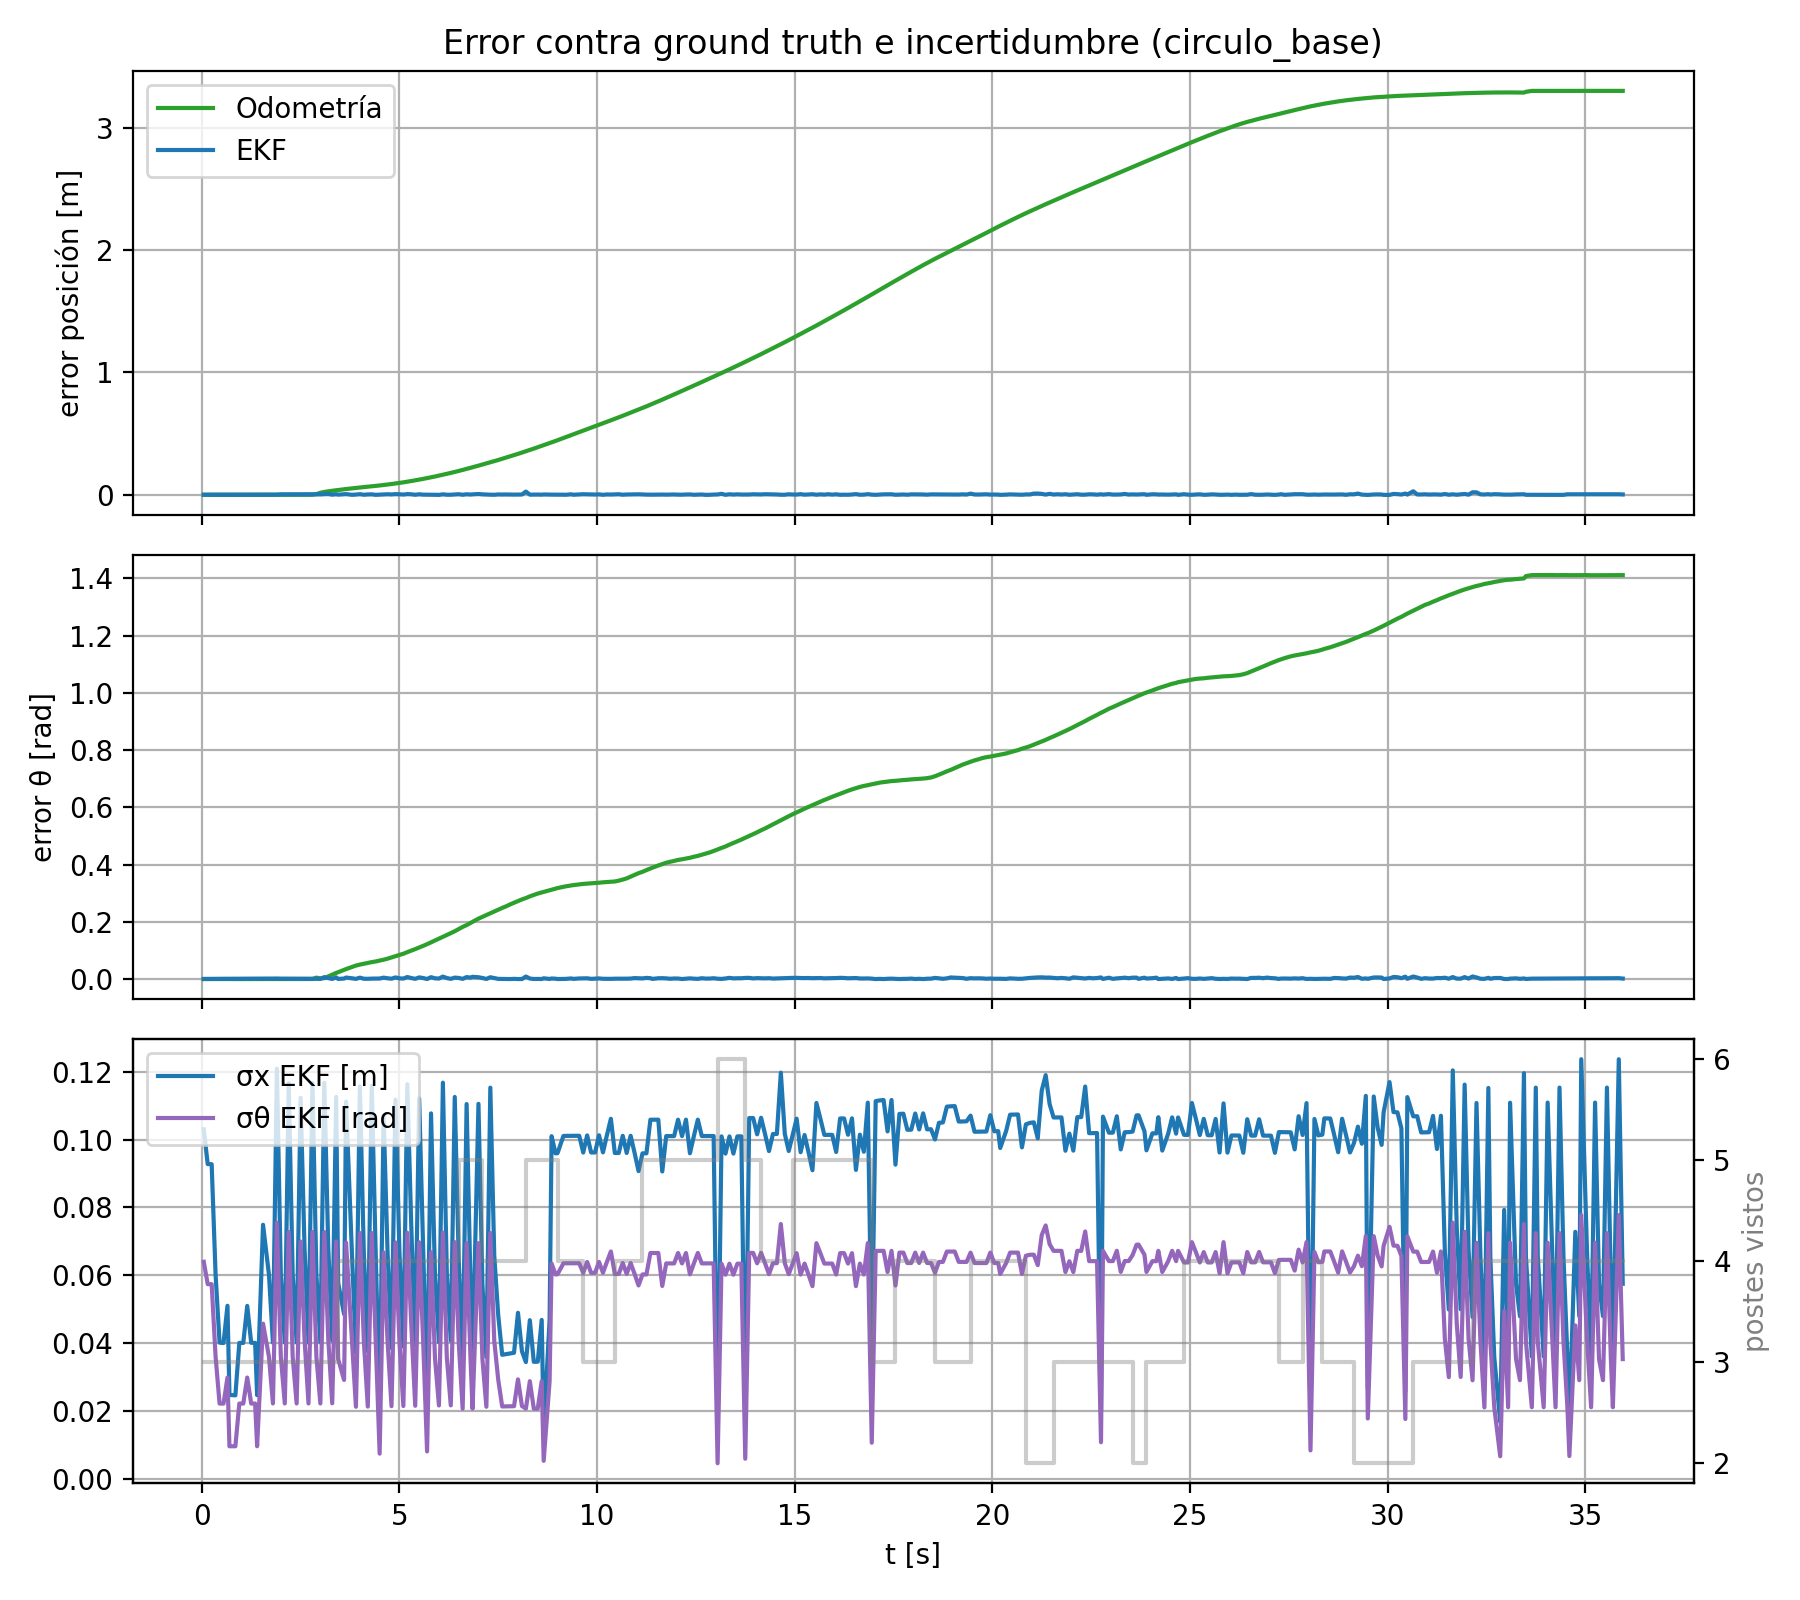 Error contra ground truth e incertidumbre (circulo_base)
Odometría
EKF
error posición [m]
3
2
1
0
error θ [rad]
1.4
1.2
1.0
0.8
0.6
0.4
0.2
0.0
σx EKF [m]
σθ EKF [rad]
0.12
0.10
0.08
0.06
0.04
0.02
0.00
6
5
4
3
2
postes vistos
0 5 10 15 20 25 30 35
t [s]